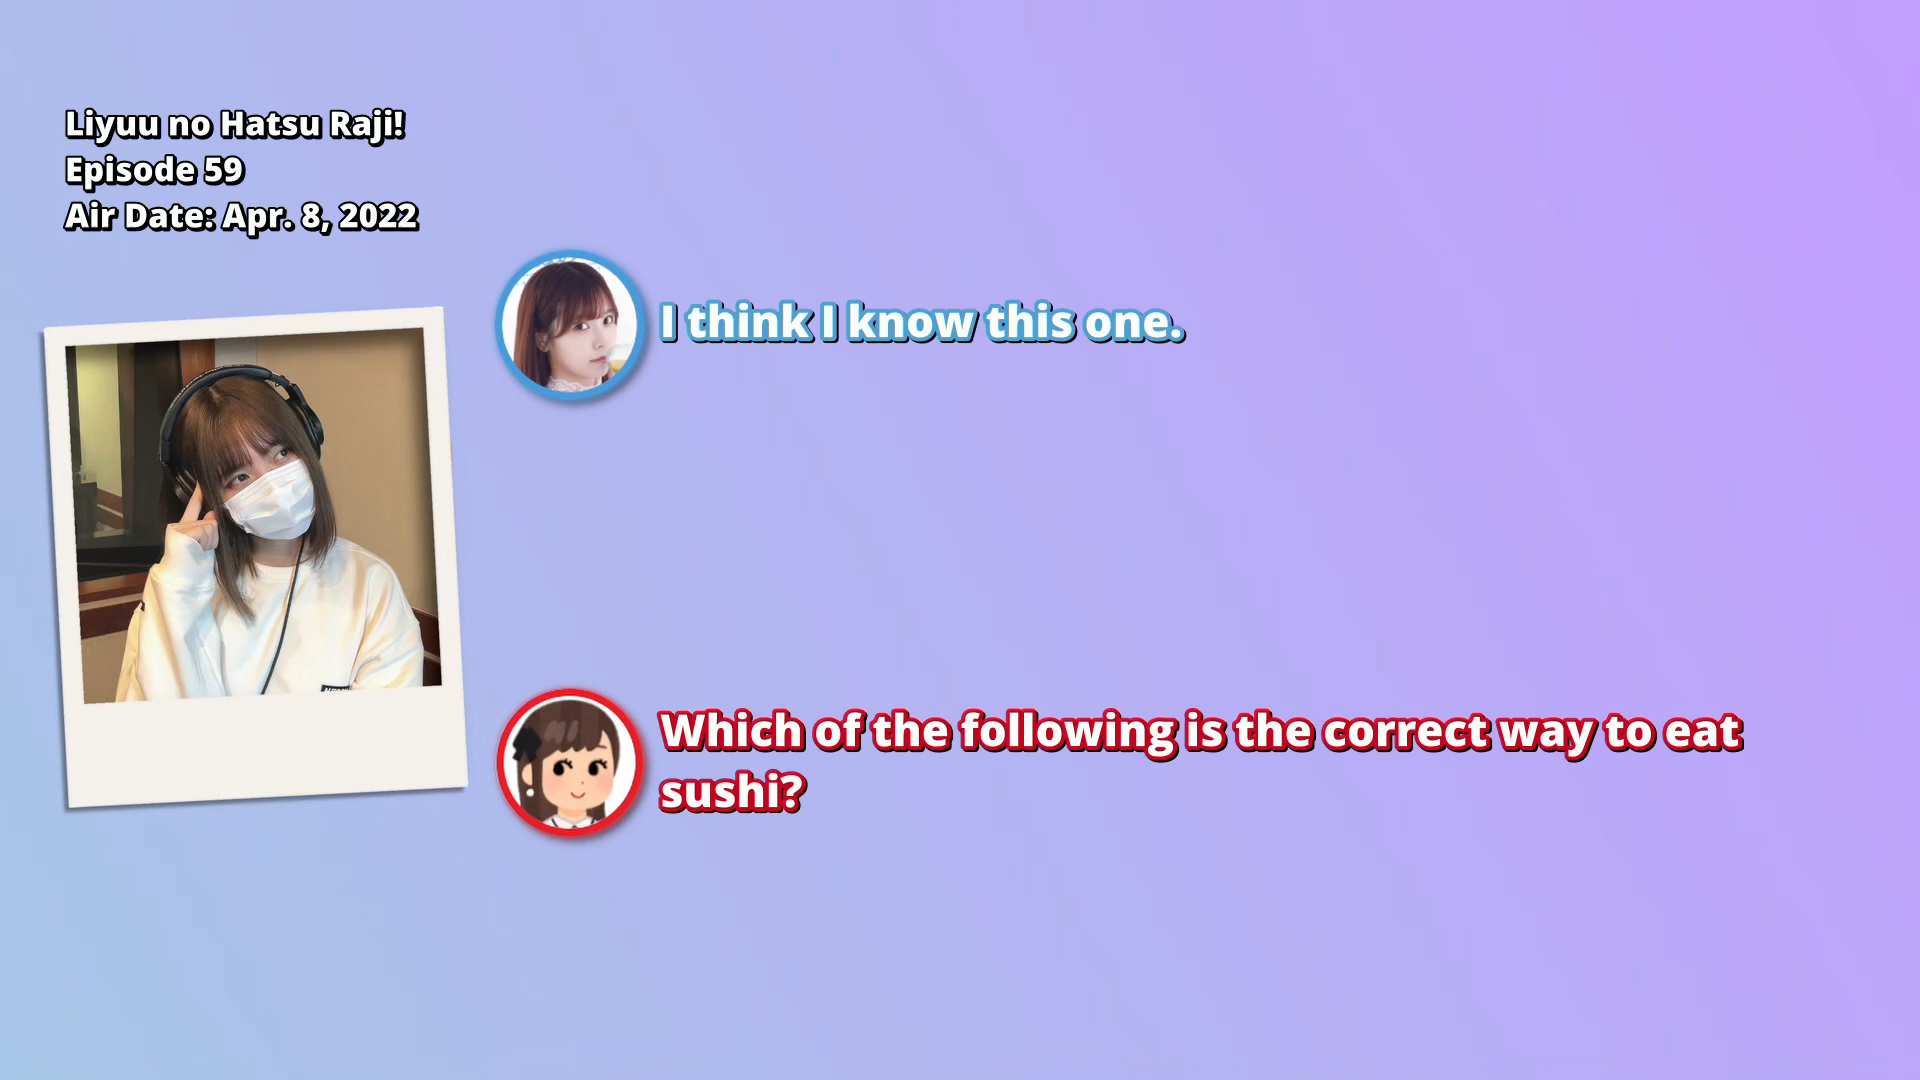 Liyuu no Hatsu Raji!
Episode 59
Air Date: Apr. 8, 2022
I think I know this one.
Which of the following is the correct way to eat
sushi?